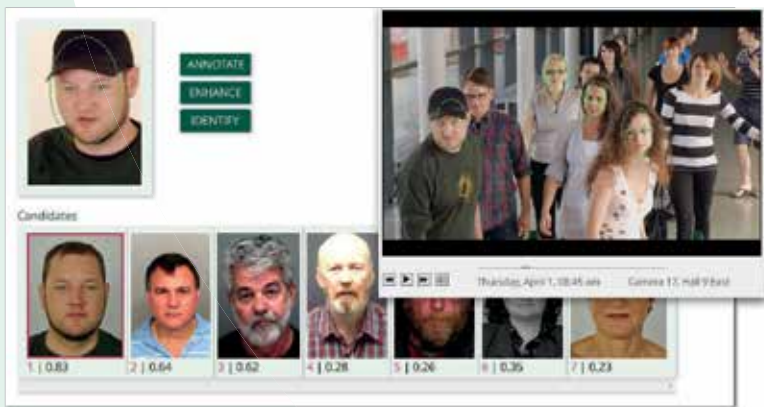 ANNOTATE
ENHANCE
IDENTIFY
Candidates
Thursday, April 1, 08:45 am
Camera 17, Hall 9 East
1 | 0.83
2 | 0.64
3 | 0.62
4 | 0.28
5 | 0.26
6 | 0.35
7 | 0.23